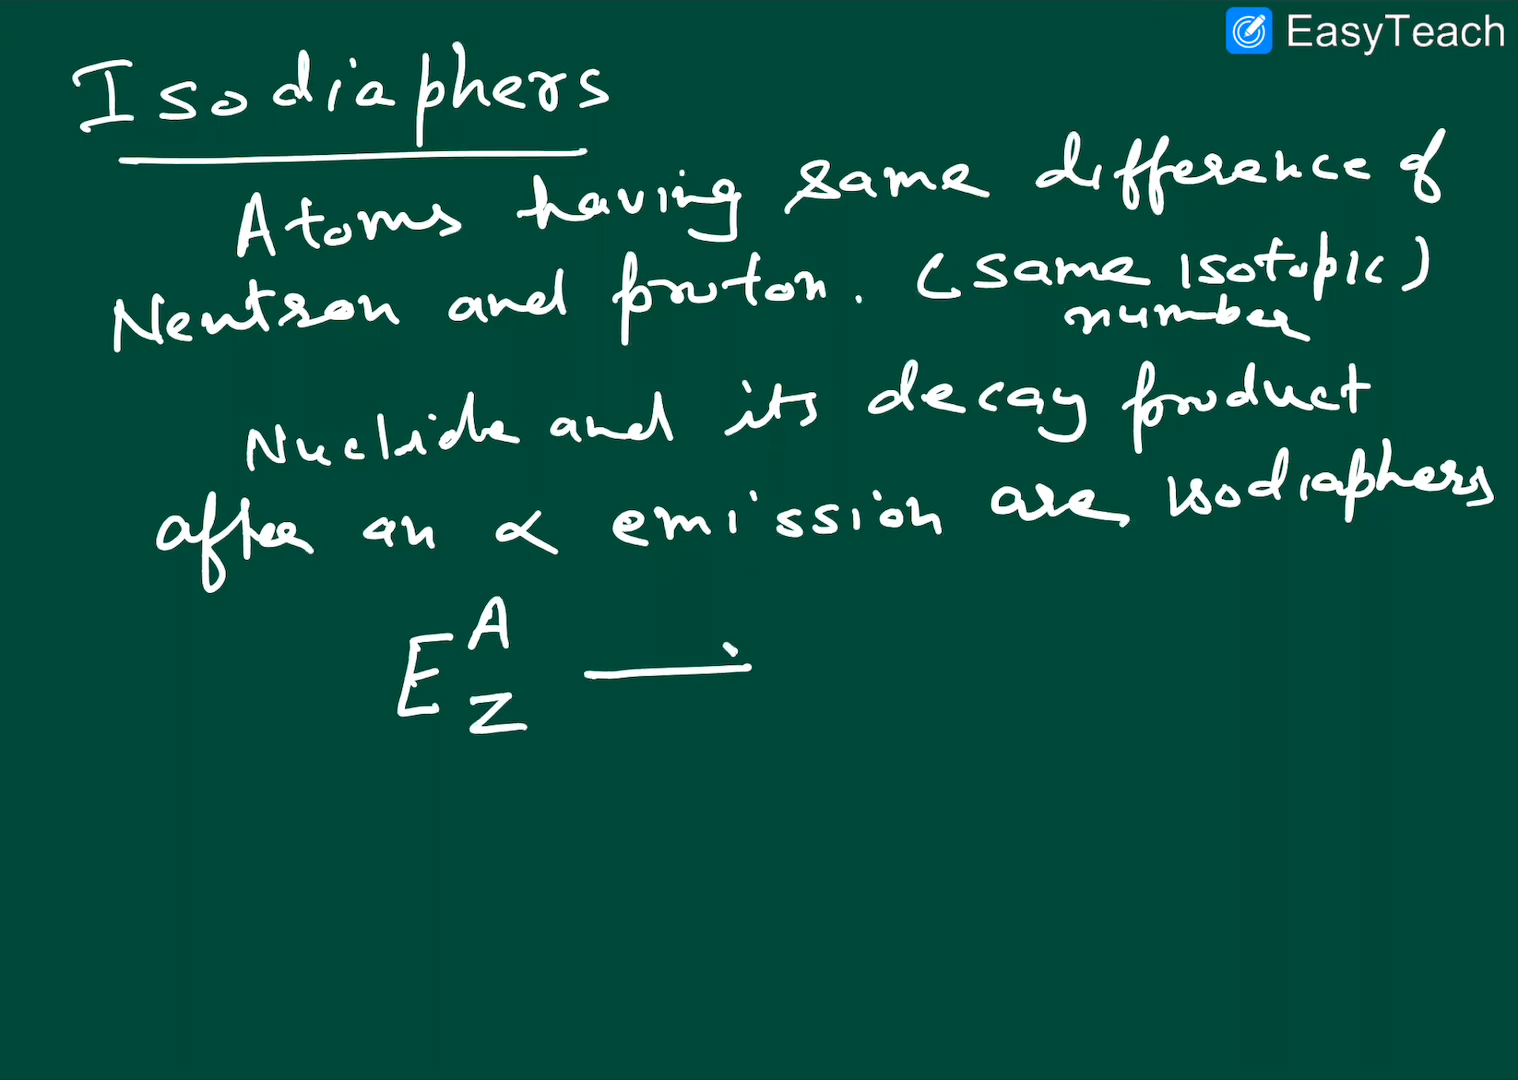 EasyTeach
Isodiaphers
Atoms having same difference of
Neutron and proton. (same isotopic)
number
Nuclide and its decay product
after an α emission are isodiaphers
E A
Z